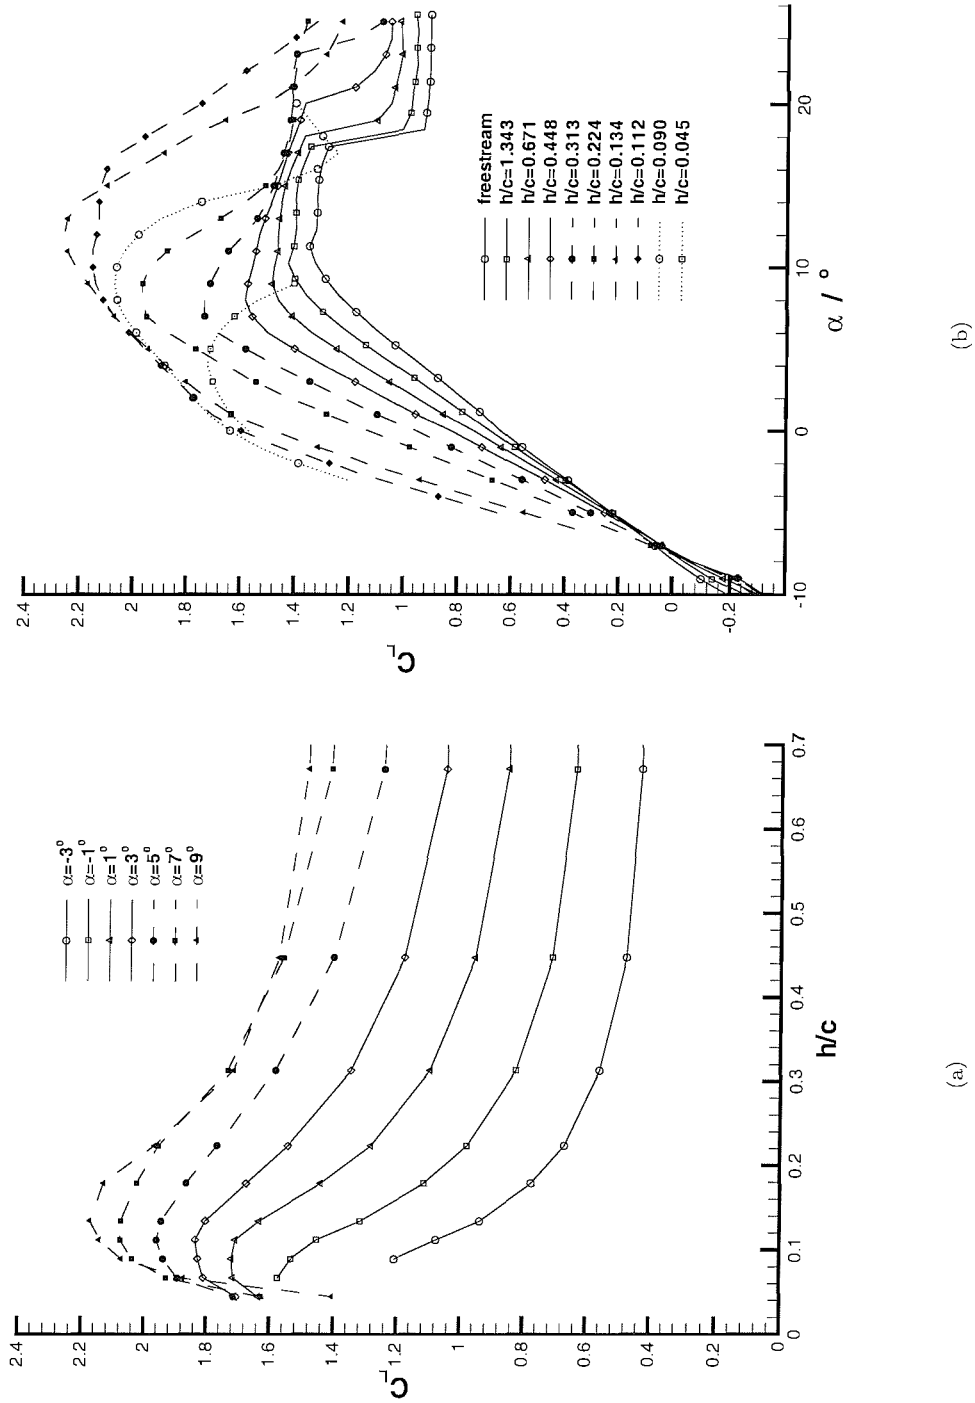 2.4
2.2
2
1.8
1.6
1.4
1.2
1
0.8
0.6
0.4
0.2
0
C_L
0
0.1
0.2
0.3
0.4
0.5
0.6
0.7
h/c
α=-3°
α=-1°
α=1°
α=3°
α=5°
α=7°
α=9°
(a)
2.4
2.2
2
1.8
1.6
1.4
1.2
1
0.8
0.6
0.4
0.2
0
-0.2
C_L
-10
0
10
20
α / °
freestream
h/c=1.343
h/c=0.671
h/c=0.448
h/c=0.313
h/c=0.224
h/c=0.134
h/c=0.112
h/c=0.090
h/c=0.045
(b)